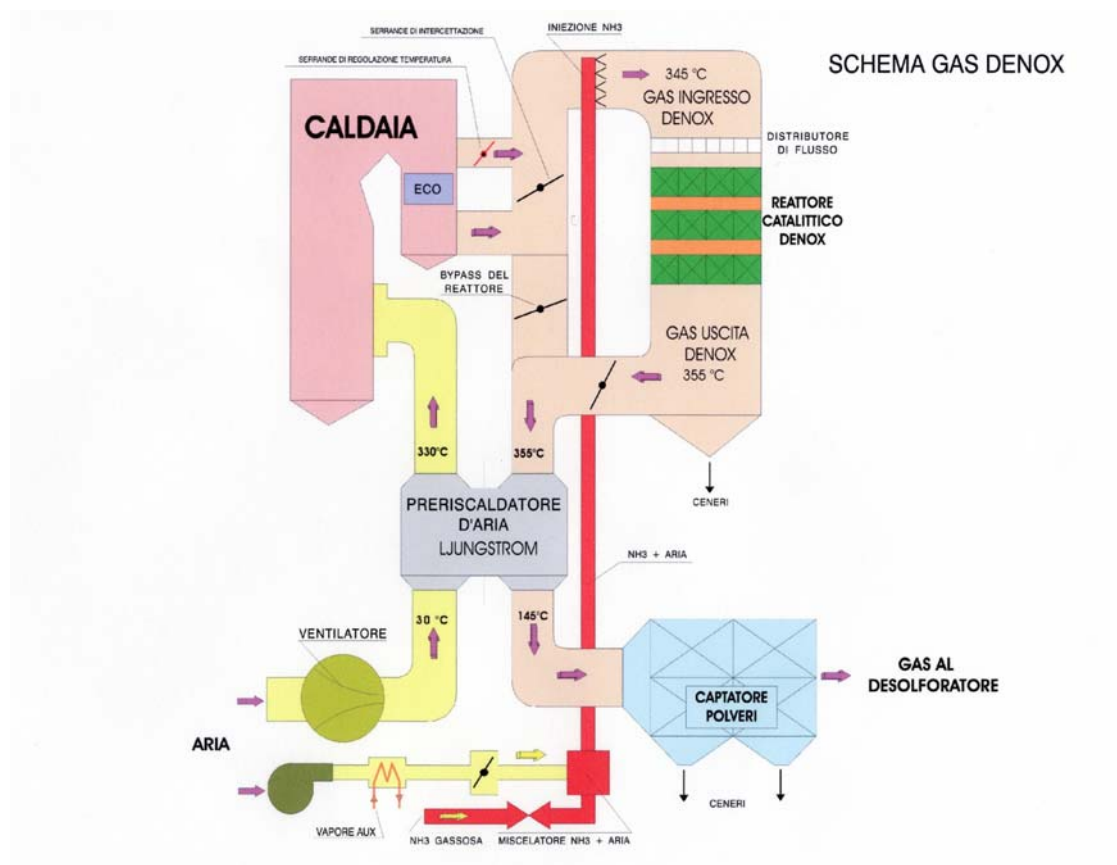 SERRANDE DI INTERCETTAZIONE
INIEZIONE NH3
SCHEMA GAS DENOX
SERRANDE DI REGOLAZIONE TEMPERATURA
345 °C
GAS INGRESSO
DENOX
CALDAIA
DISTRIBUTORE
DI FLUSSO
ECO
REATTORE
CATALITTICO
DENOX
BYPASS DEL
REATTORE
GAS USCITA
DENOX
355 °C
330°C
355°C
CENERI
PRERISCALDATORE
D'ARIA
LJUNGSTROM
NH3 + ARIA
30 °C
145°C
VENTILATORE
GAS AL
DESOLFORATORE
CAPTATORE
POLVERI
ARIA
CENERI
VAPORE AUX
NH3 GASSOSA
MISCELATORE NH3 + ARIA